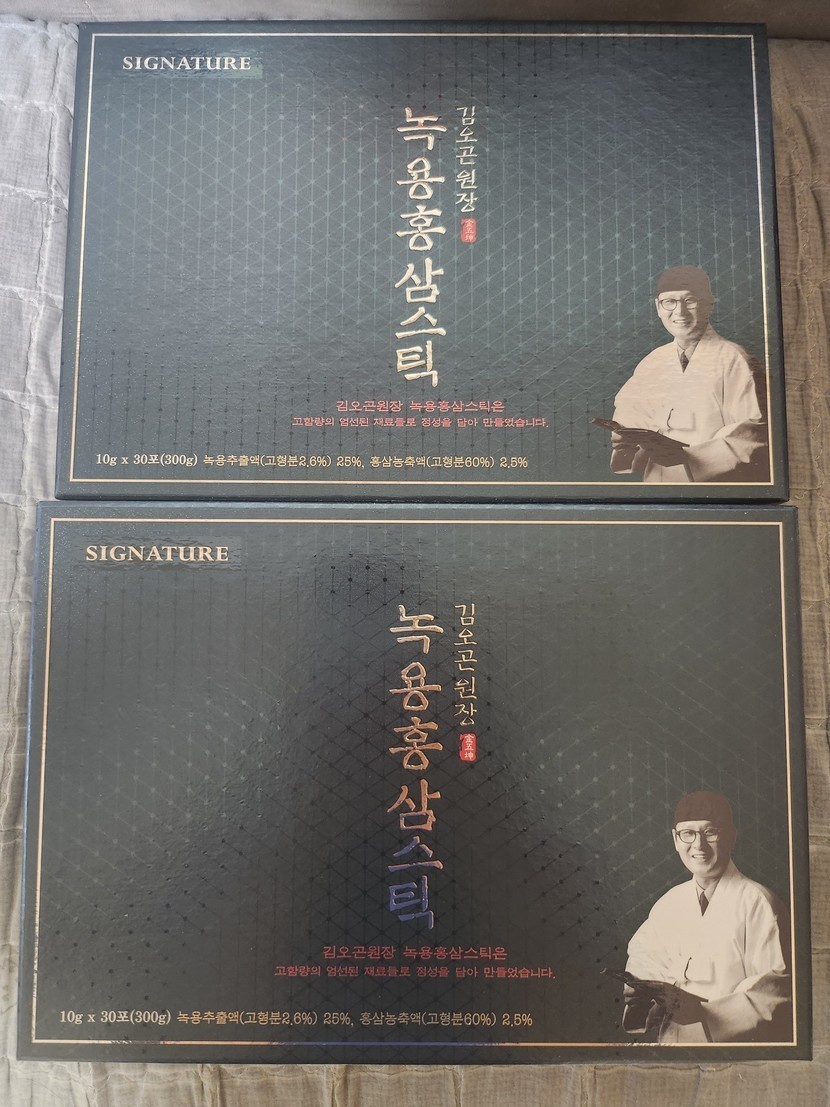 SIGNATURE
김오곤원장
金五坤
녹용홍삼스틱
김오곤원장 녹용홍삼스틱은
고함량의 엄선된 재료들로 정성을 담아 만들었습니다.
10g x 30포(300g) 녹용추출액(고형분2.6%) 25%, 홍삼농축액(고형분60%) 2.5%
SIGNATURE
김오곤원장
金五坤
녹용홍삼스틱
김오곤원장 녹용홍삼스틱은
고함량의 엄선된 재료들로 정성을 담아 만들었습니다.
10g x 30포(300g) 녹용추출액(고형분2.6%) 25%, 홍삼농축액(고형분60%) 2.5%